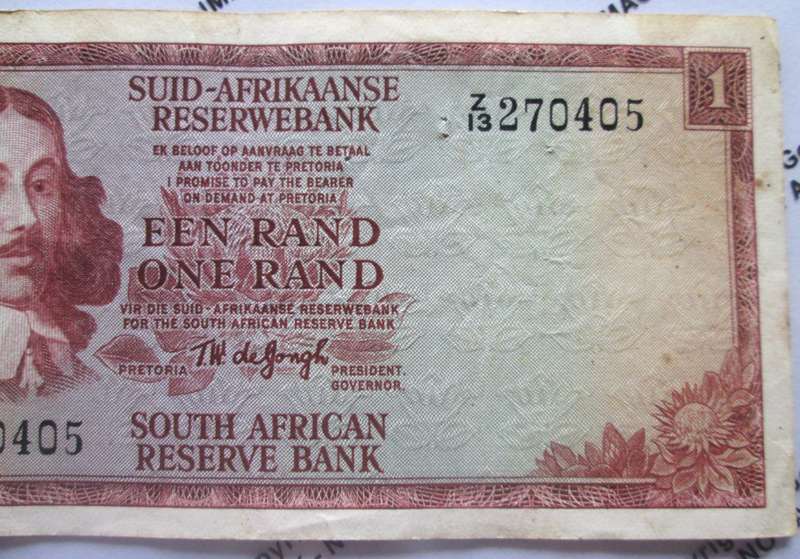 SUID-AFRIKAANSE
RESERWEBANK
Z/13 270405
1
EK BELOOF OP AANVRAAG TE BETAAL
AAN TOONDER TE PRETORIA
I PROMISE TO PAY THE BEARER
ON DEMAND AT PRETORIA
EEN RAND
ONE RAND
VIR DIE SUID-AFRIKAANSE RESERWEBANK
FOR THE SOUTH AFRICAN RESERVE BANK
T.W. de Jongh
PRETORIA
PRESIDENT.
GOVERNOR.
0405
SOUTH AFRICAN
RESERVE BANK